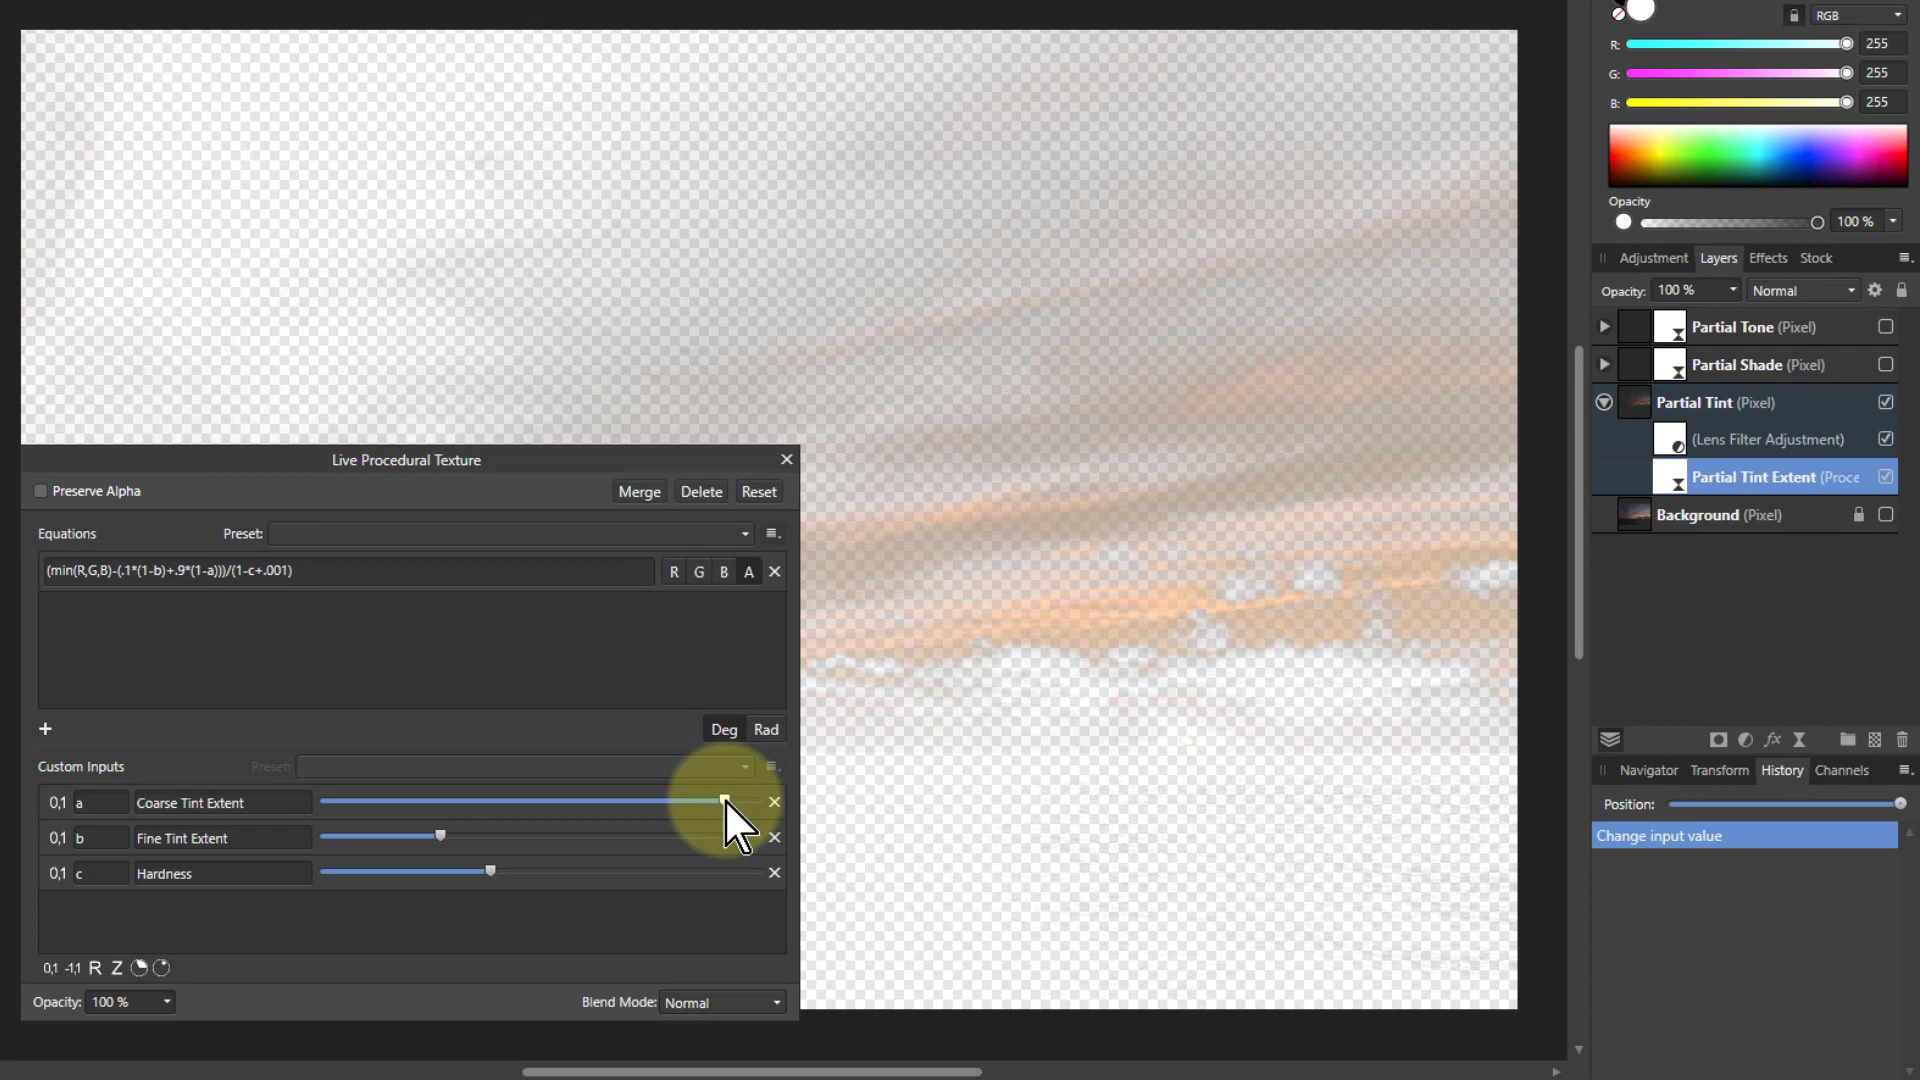 RGB
R: 255
G: 255
B: 255
Opacity
100 %
Adjustment Layers Effects Stock
Opacity: 100 % Normal
Partial Tone (Pixel)
Partial Shade (Pixel)
Partial Tint (Pixel)
(Lens Filter Adjustment)
Partial Tint Extent (Proce
Background (Pixel)
fx
Navigator Transform History Channels
Position:
Change input value
Live Procedural Texture
Preserve Alpha Merge Delete Reset
Equations Preset:
(min(R,G,B)-(.1*(1-b)+.9*(1-a)))/(1-c+.001) R G B A
Deg Rad
Custom Inputs Preset:
0,1 a Coarse Tint Extent
0,1 b Fine Tint Extent
0,1 c Hardness
0,1 -1,1 R Z
Opacity: 100 % Blend Mode: Normal